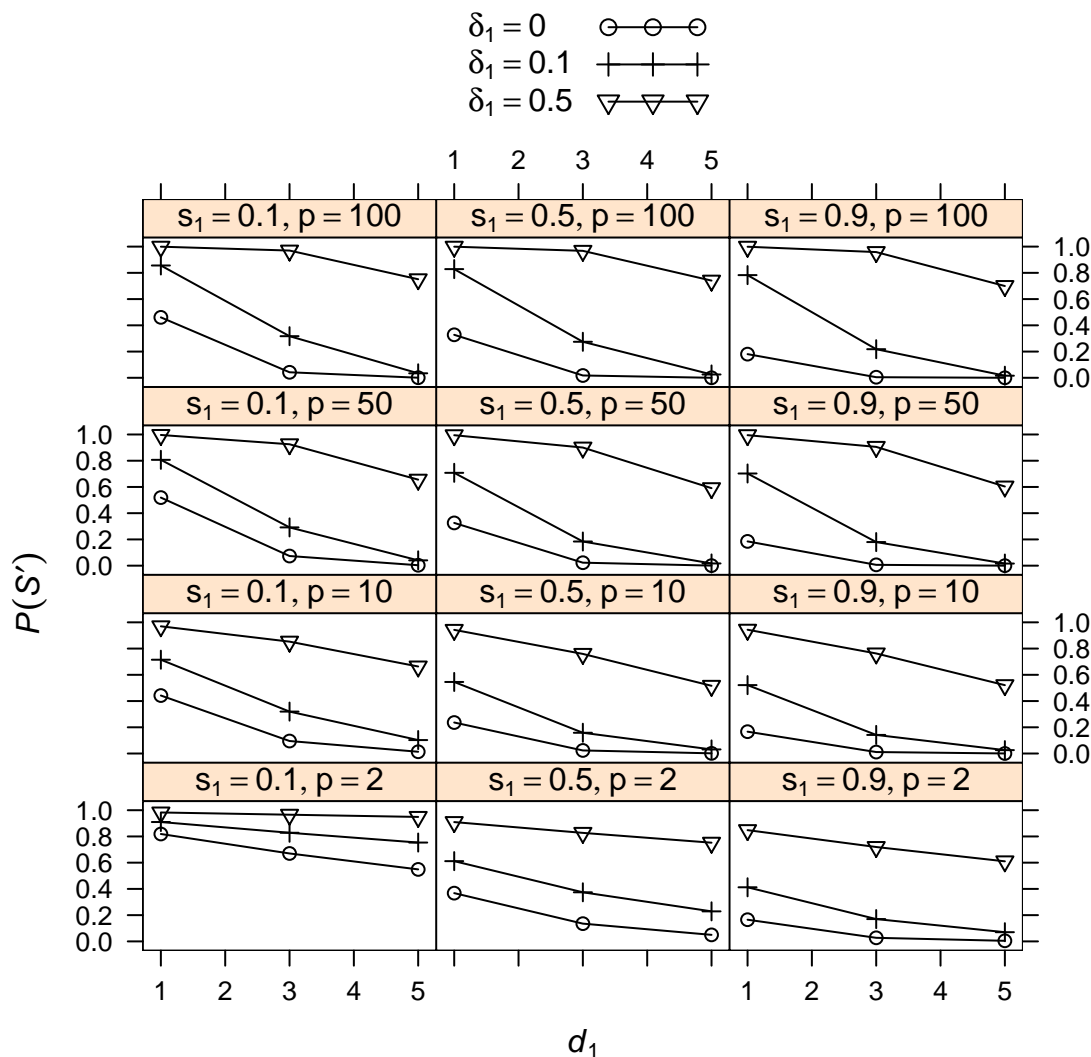 δ₁ = 0
δ₁ = 0.1
δ₁ = 0.5
1 2 3 4 5
s₁ = 0.1, p = 100 s₁ = 0.5, p = 100 s₁ = 0.9, p = 100
1.0
0.8
0.6
0.4
0.2
0.0
s₁ = 0.1, p = 50 s₁ = 0.5, p = 50 s₁ = 0.9, p = 50
1.0
0.8
0.6
0.4
0.2
0.0
s₁ = 0.1, p = 10 s₁ = 0.5, p = 10 s₁ = 0.9, p = 10
1.0
0.8
0.6
0.4
0.2
0.0
s₁ = 0.1, p = 2 s₁ = 0.5, p = 2 s₁ = 0.9, p = 2
1.0
0.8
0.6
0.4
0.2
0.0
P(S′)
1 2 3 4 5 1 2 3 4 5
d₁